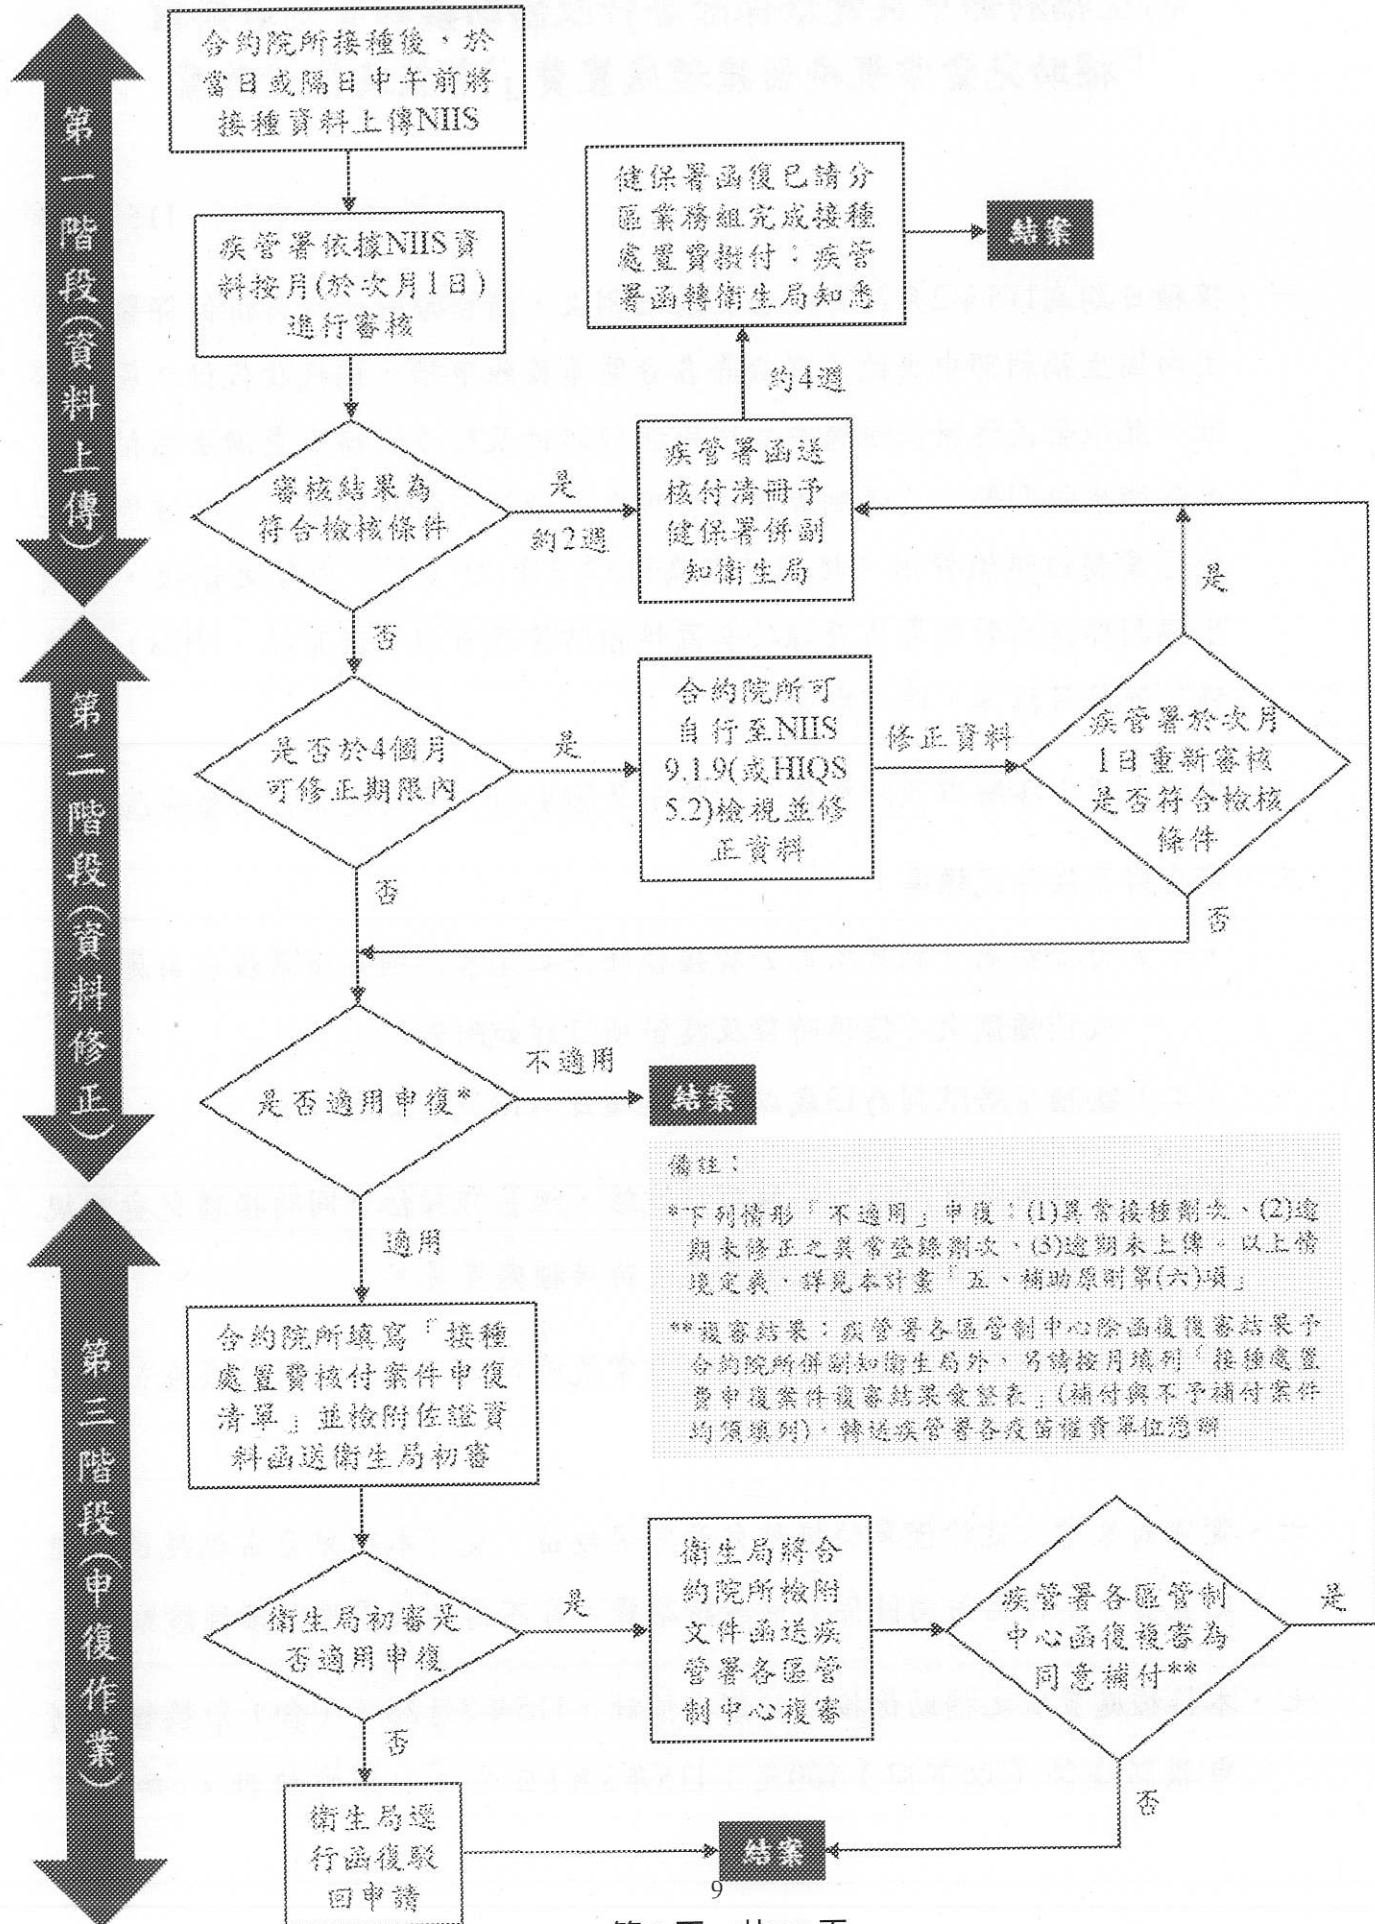 第一階段(資料上傳)
合約院所接種後，於
當日或隔日中午前將
接種資料上傳NIIS
疾管署依據NIIS資
料按月(於次月1日)
進行審核
健保署函復已請分
區業務組完成接種
處置費撥付；疾管
署函轉衛生局知悉
結案
約4週
審核結果為
符合檢核條件
是
約2週
疾管署函送
核付清冊予
健保署併副
知衛生局
是
否
第二階段(資料修正)
是否於4個月
可修正期限內
是
合約院所可
自行至NIIS
9.1.9(或HIQS
5.2)檢視並修
正資料
修正資料
疾管署於次月
1日重新審核
是否符合檢核
條件
否
否
是否適用申復*
不適用
結案
適用
備註：
*下列情形「不適用」申復：(1)異常接種劑次、(2)逾
期未修正之異常登錄劑次、(3)逾期未上傳。以上情
境定義，詳見本計畫「五、補助原則第(六)項」
**複審結果：疾管署各區管制中心除函復複審結果予
合約院所併副知衛生局外，另請按月填列「接種處置
費申復案件複審結果彙整表」(補付與不予補付案件
均須填列)，轉送疾管署各疫苗權責單位憑辦
第三階段(申復作業)
合約院所填寫「接種
處置費核付案件申復
清單」並檢附佐證資
料函送衛生局初審
衛生局初審是
否適用申復
是
衛生局將合
約院所檢附
文件函送疾
管署各區管
制中心複審
疾管署各區管制
中心函復複審為
同意補付**
是
否
否
衛生局逕
行函復駁
回申請
結案
9